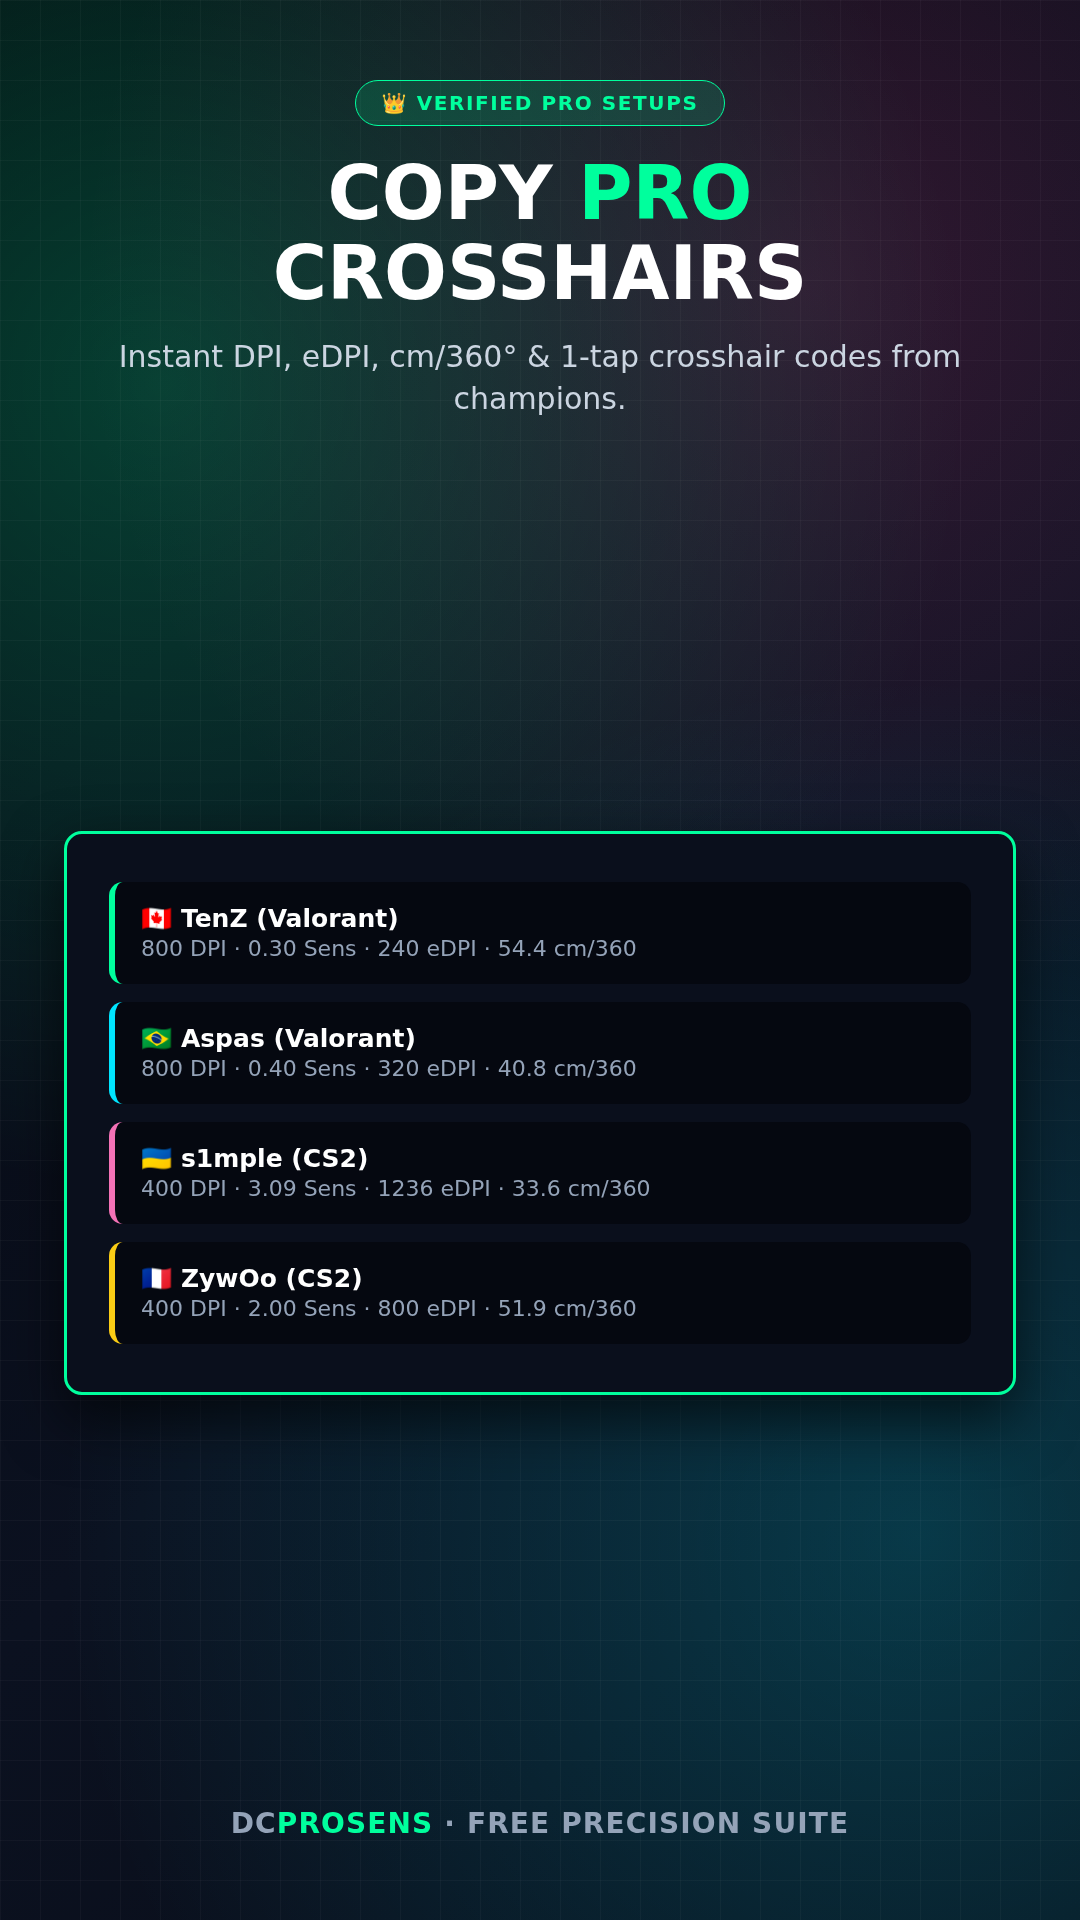 👑 VERIFIED PRO SETUPS
COPY PRO
CROSSHAIRS
Instant DPI, eDPI, cm/360° & 1-tap crosshair codes from
champions.
🇨🇦 TenZ (Valorant)
800 DPI · 0.30 Sens · 240 eDPI · 54.4 cm/360
🇧🇷 Aspas (Valorant)
800 DPI · 0.40 Sens · 320 eDPI · 40.8 cm/360
🇺🇦 s1mple (CS2)
400 DPI · 3.09 Sens · 1236 eDPI · 33.6 cm/360
🇫🇷 ZywOo (CS2)
400 DPI · 2.00 Sens · 800 eDPI · 51.9 cm/360
DCPROSENS · FREE PRECISION SUITE